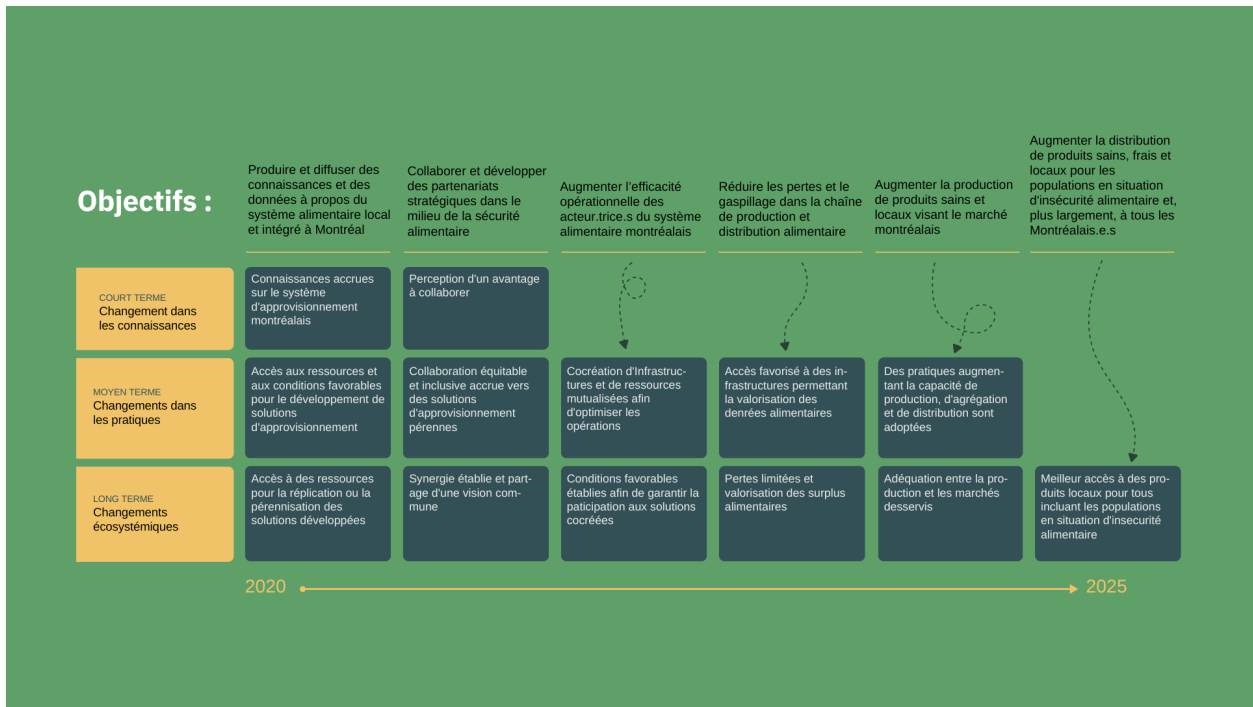 Objectifs :
Produire et diffuser des
connaissances et des
données à propos du
système alimentaire local
et intégré à Montréal
Collaborer et développer
des partenariats
stratégiques dans le
milieu de la sécurité
alimentaire
Augmenter l'efficacité
opérationnelle des
acteur.trice.s du système
alimentaire montréalais
Réduire les pertes et le
gaspillage dans la chaîne
de production et
distribution alimentaire
Augmenter la production
de produits sains et
locaux visant le marché
montréalais
Augmenter la distribution
de produits sains, frais et
locaux pour les
populations en situation
d'insécurité alimentaire et,
plus largement, à tous les
Montréalais.e.s
COURT TERME
Changement dans
les connaissances
Connaissances accrues
sur le système
d'approvisionnement
montréalais
Perception d'un avantage
à collaborer
MOYEN TERME
Changements dans
les pratiques
Accès aux ressources et
aux conditions favorables
pour le développement de
solutions
d'approvisionnement
Collaboration équitable
et inclusive accrue vers
des solutions
d'approvisionnement
pérennes
Cocréation d'Infrastruc-
tures et de ressources
mutualisées afin
d'optimiser les
opérations
Accès favorisé à des in-
frastructures permettant
la valorisation des
denrées alimentaires
Des pratiques augmen-
tant la capacité de
production, d'agrégation
et de distribution sont
adoptées
LONG TERME
Changements
écosystémiques
Accès à des ressources
pour la réplication ou la
pérennisation des
solutions développées
Synergie établie et part-
age d'une vision com-
mune
Conditions favorables
établies afin de garantir la
paticipation aux solutions
cocréées
Pertes limitées et
valorisation des surplus
alimentaires
Adéquation entre la pro-
duction et les marchés
desservis
Meilleur accès à des pro-
duits locaux pour tous
incluant les populations
en situation d'insecurité
alimentaire
2020
2025